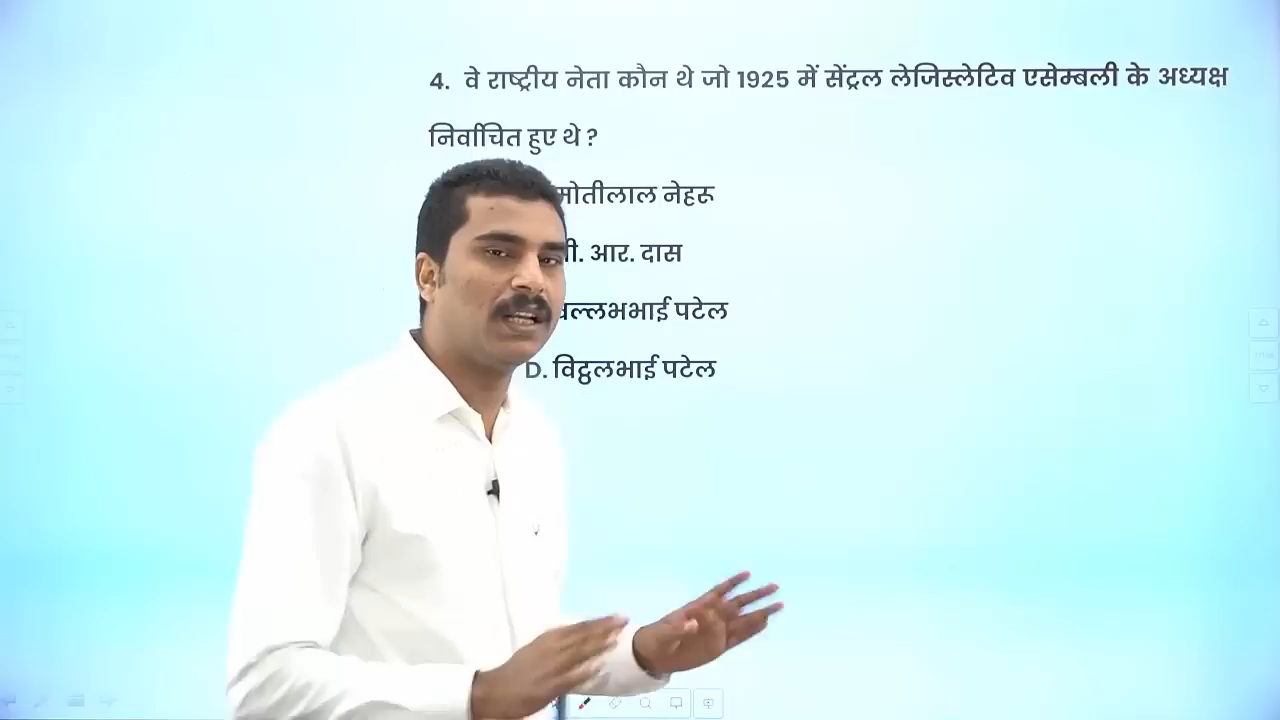 4. वे राष्ट्रीय नेता कौन थे जो 1925 में सेंट्रल लेजिस्लेटिव एसेम्बली के अध्यक्ष
निर्वाचित हुए थे ?
मोतीलाल नेहरू
आर. दास
वल्लभभाई पटेल
D. विट्ठलभाई पटेल